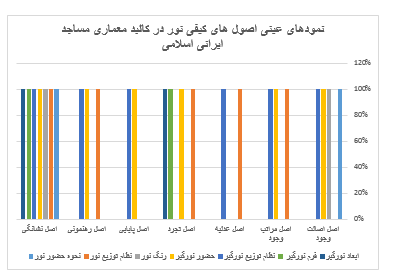 نمودهای عینی اصول های کیفی نور در کالبد معماری مساجد
ایرانی اسلامی
120%
100%
80%
60%
40%
20%
0%
اصل اصالت وجود
اصل مراتب وجود
اصل عدلیه
اصل تجرد
اصل پایایی
اصل رهنمونی
اصل نشانگی
نحوه حضور نور
نظام توزیع نور
رنگ نور
حضور نورگیر
نظام توزیع نورگیر
فرم نورگیر
ابعاد نورگیر